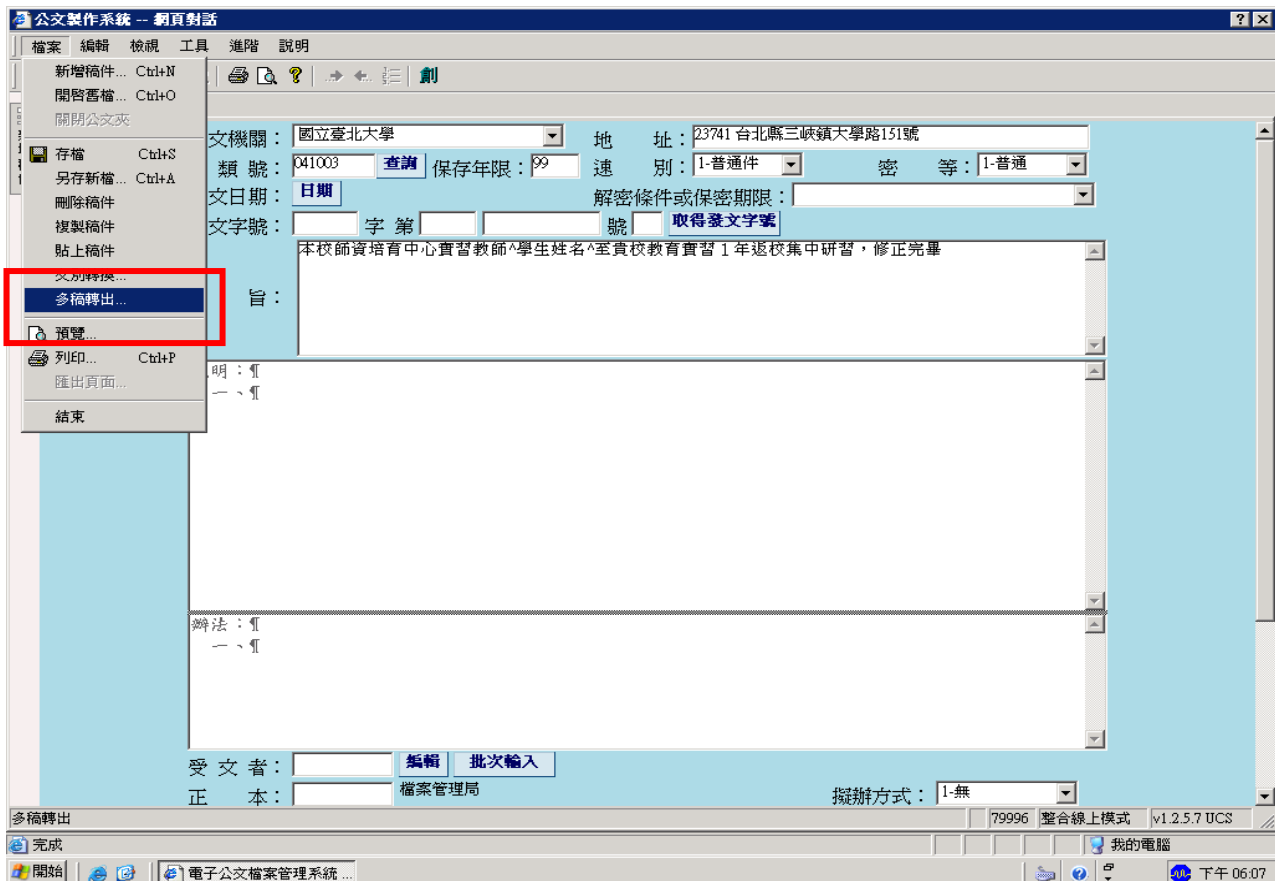 公文製作系統 -- 網頁對話
檔案 編輯 檢視 工具 進階 說明
新增稿件... Ctrl+N
開啓舊檔... Ctrl+O
關閉公文夾
存檔 Ctrl+S
另存新檔... Ctrl+A
刪除稿件
複製稿件
貼上稿件
文別轉換...
多稿轉出...
預覽...
列印... Ctrl+P
匯出頁面...
結束
創
文機關： 國立臺北大學 地 址： 23741 台北縣三峽鎮大學路151號
類 號： 041003 查詢 保存年限： 99 速 別： 1-普通件 密 等： 1-普通
文日期： 日期 解密條件或保密期限：
文字號： 字 第 號 取得發文字號
旨： 本校師資培育中心實習教師^學生姓名^至貴校教育實習 1 年返校集中研習，修正完畢
明：¶
一、¶
辦法：¶
一、¶
受 文 者： 編輯 批次輸入
正 本： 檔案管理局 擬辦方式： 1-無
多稿轉出 79996 整合線上模式 v1.2.5.7 UCS
完成 我的電腦
開始 電子公文檔案管理系統 ... 下午 06:07